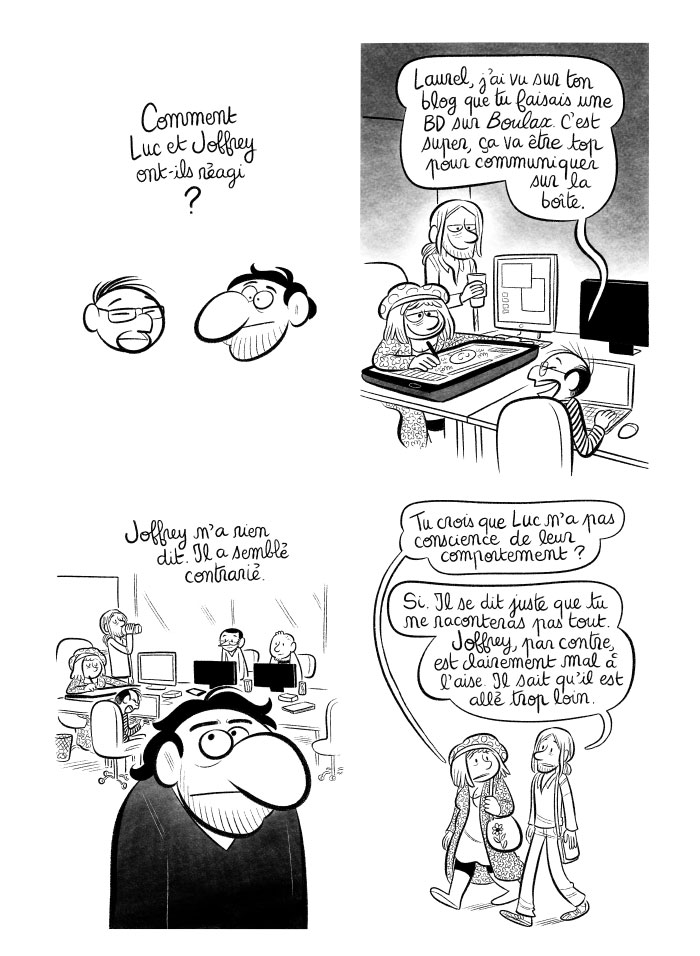 Comment
Luc et Joffrey
ont-ils réagi
?
Laurel, j'ai vu sur ton
blog que tu faisais une
BD sur Boulax. C'est
super, ça va être top
pour communiquer
sur la
boîte.
Joffrey n'a rien
dit. Il a semblé
contrarié.
Tu crois que Luc n'a pas
conscience de leur
comportement ?
Si. Il se dit juste que tu
ne raconteras pas tout.
Joffrey, par contre,
est clairement mal à
l'aise. Il sait qu'il est
allé trop loin.